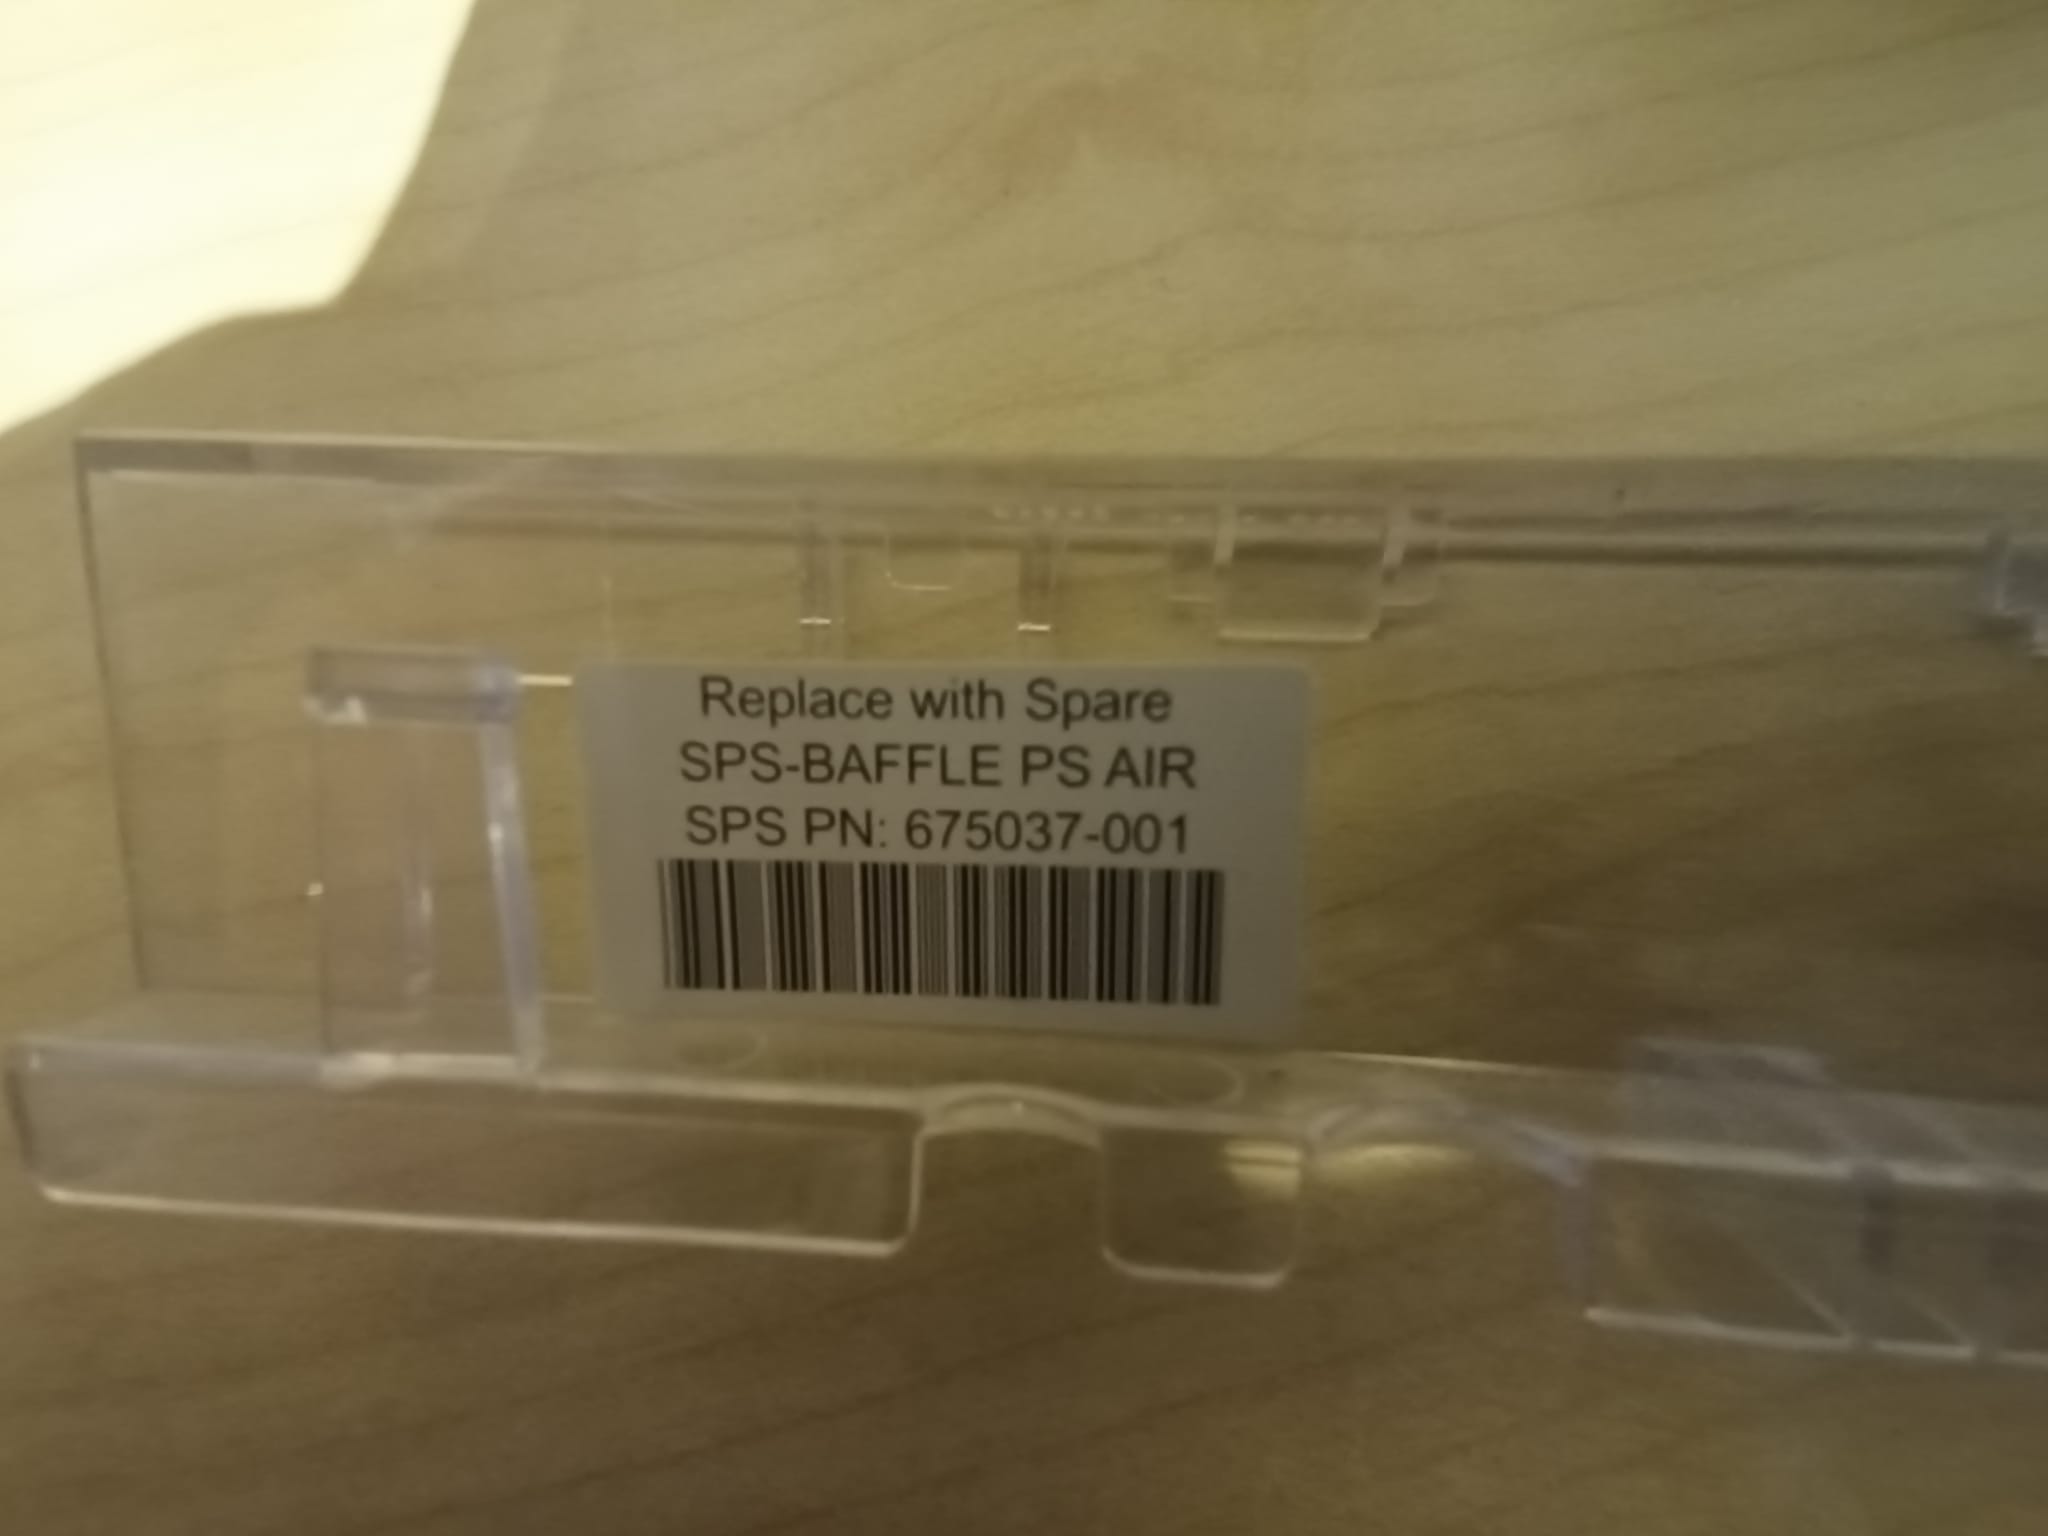 Replace with Spare
SPS-BAFFLE PS AIR
SPS PN: 675037-001